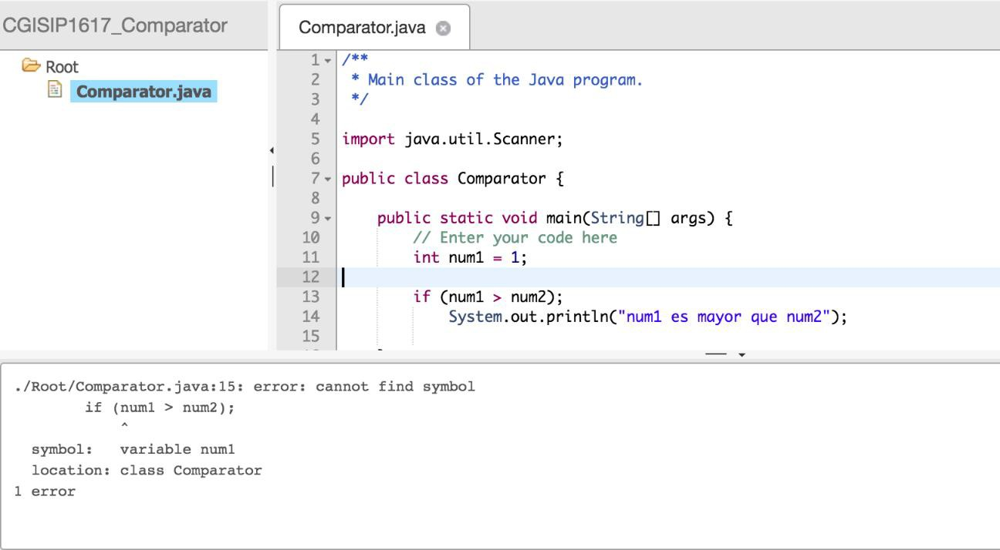 CGISIP1617_Comparator
Root
Comparator.java
Comparator.java
1 /**
2  * Main class of the Java program.
3  */
4
5 import java.util.Scanner;
6
7 public class Comparator {
8
9     public static void main(String[] args) {
10         // Enter your code here
11         int num1 = 1;
12
13         if (num1 > num2);
14             System.out.println("num1 es mayor que num2");
15
./Root/Comparator.java:15: error: cannot find symbol
        if (num1 > num2);
            ^
  symbol:   variable num1
  location: class Comparator
1 error